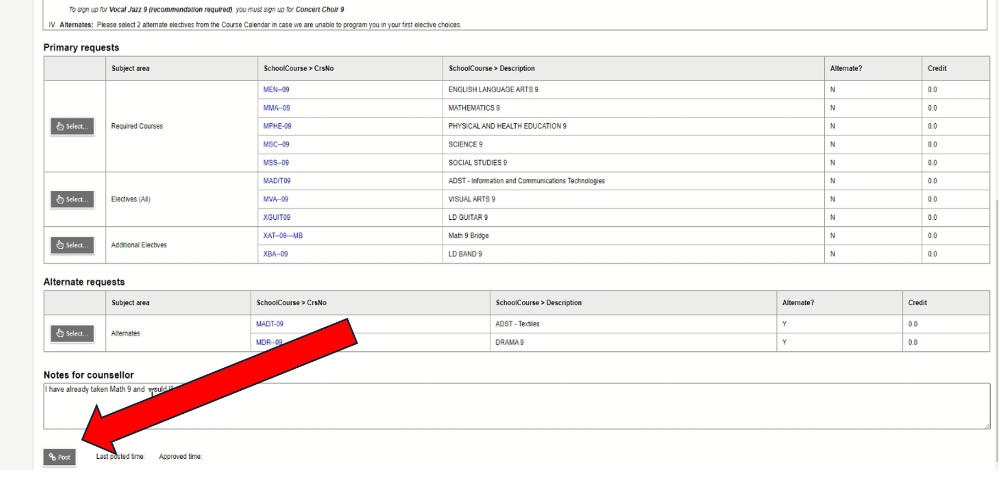 To sign up for Vocal Jazz 9 (recommendation required), you must sign up for Concert Choir 9
IV. Alternates: Please select 2 alternate electives from the Course Calendar in case we are unable to program you in your first elective choices.
Primary requests
Subject area SchoolCourse > CrsNo SchoolCourse > Description Alternate? Credit
MEN--09 ENGLISH LANGUAGE ARTS 9 N 0.0
MMA--09 MATHEMATICS 9 N 0.0
Select... Required Courses MPHE-09 PHYSICAL AND HEALTH EDUCATION 9 N 0.0
MSC--09 SCIENCE 9 N 0.0
MSS--09 SOCIAL STUDIES 9 N 0.0
MADIT09 ADST - Information and Communications Technologies N 0.0
Select... Electives (All) MVA--09 VISUAL ARTS 9 N 0.0
XGUIT09 LD GUITAR 9 N 0.0
XAT--09---MB Math 9 Bridge N 0.0
Select... Additional Electives
XBA--09 LD BAND 9 N 0.0
Alternate requests
Subject area SchoolCourse > CrsNo SchoolCourse > Description Alternate? Credit
MADT-09 ADST - Textiles Y 0.0
Select... Alternates
MDR--09 DRAMA 9 Y 0.0
Notes for counsellor
I have already taken Math 9 and would
Post Last posted time: Approved time: